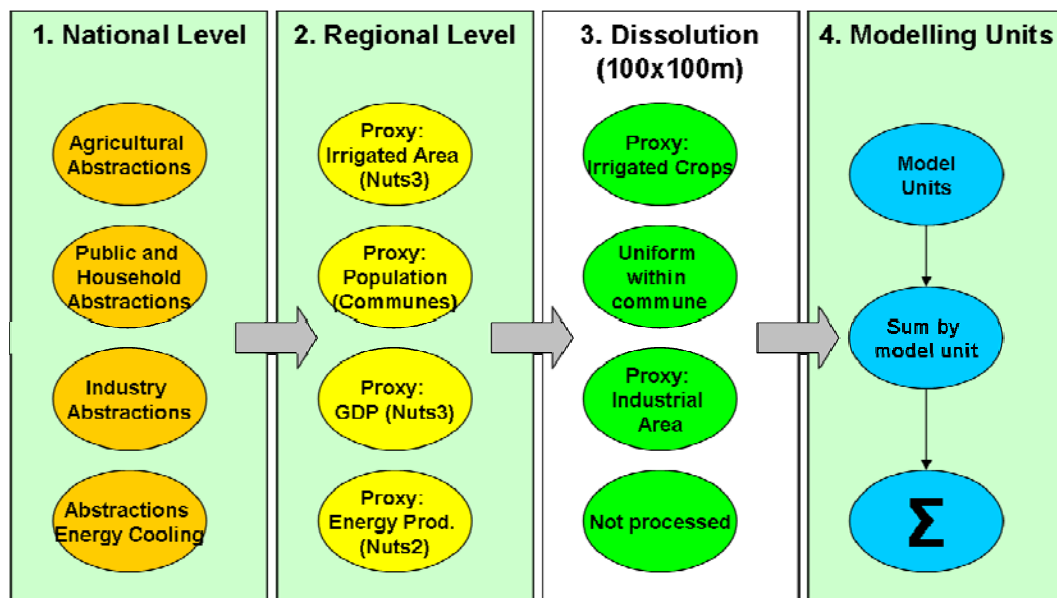 1. National Level
Agricultural
Abstractions
Public and
Household
Abstractions
Industry
Abstractions
Abstractions
Energy Cooling
2. Regional Level
Proxy:
Irrigated Area
(Nuts3)
Proxy:
Population
(Communes)
Proxy:
GDP (Nuts3)
Proxy:
Energy Prod.
(Nuts2)
3. Dissolution
(100x100m)
Proxy:
Irrigated Crops
Uniform
within
commune
Proxy:
Industrial
Area
Not processed
4. Modelling Units
Model
Units
Sum by
model unit
Σ